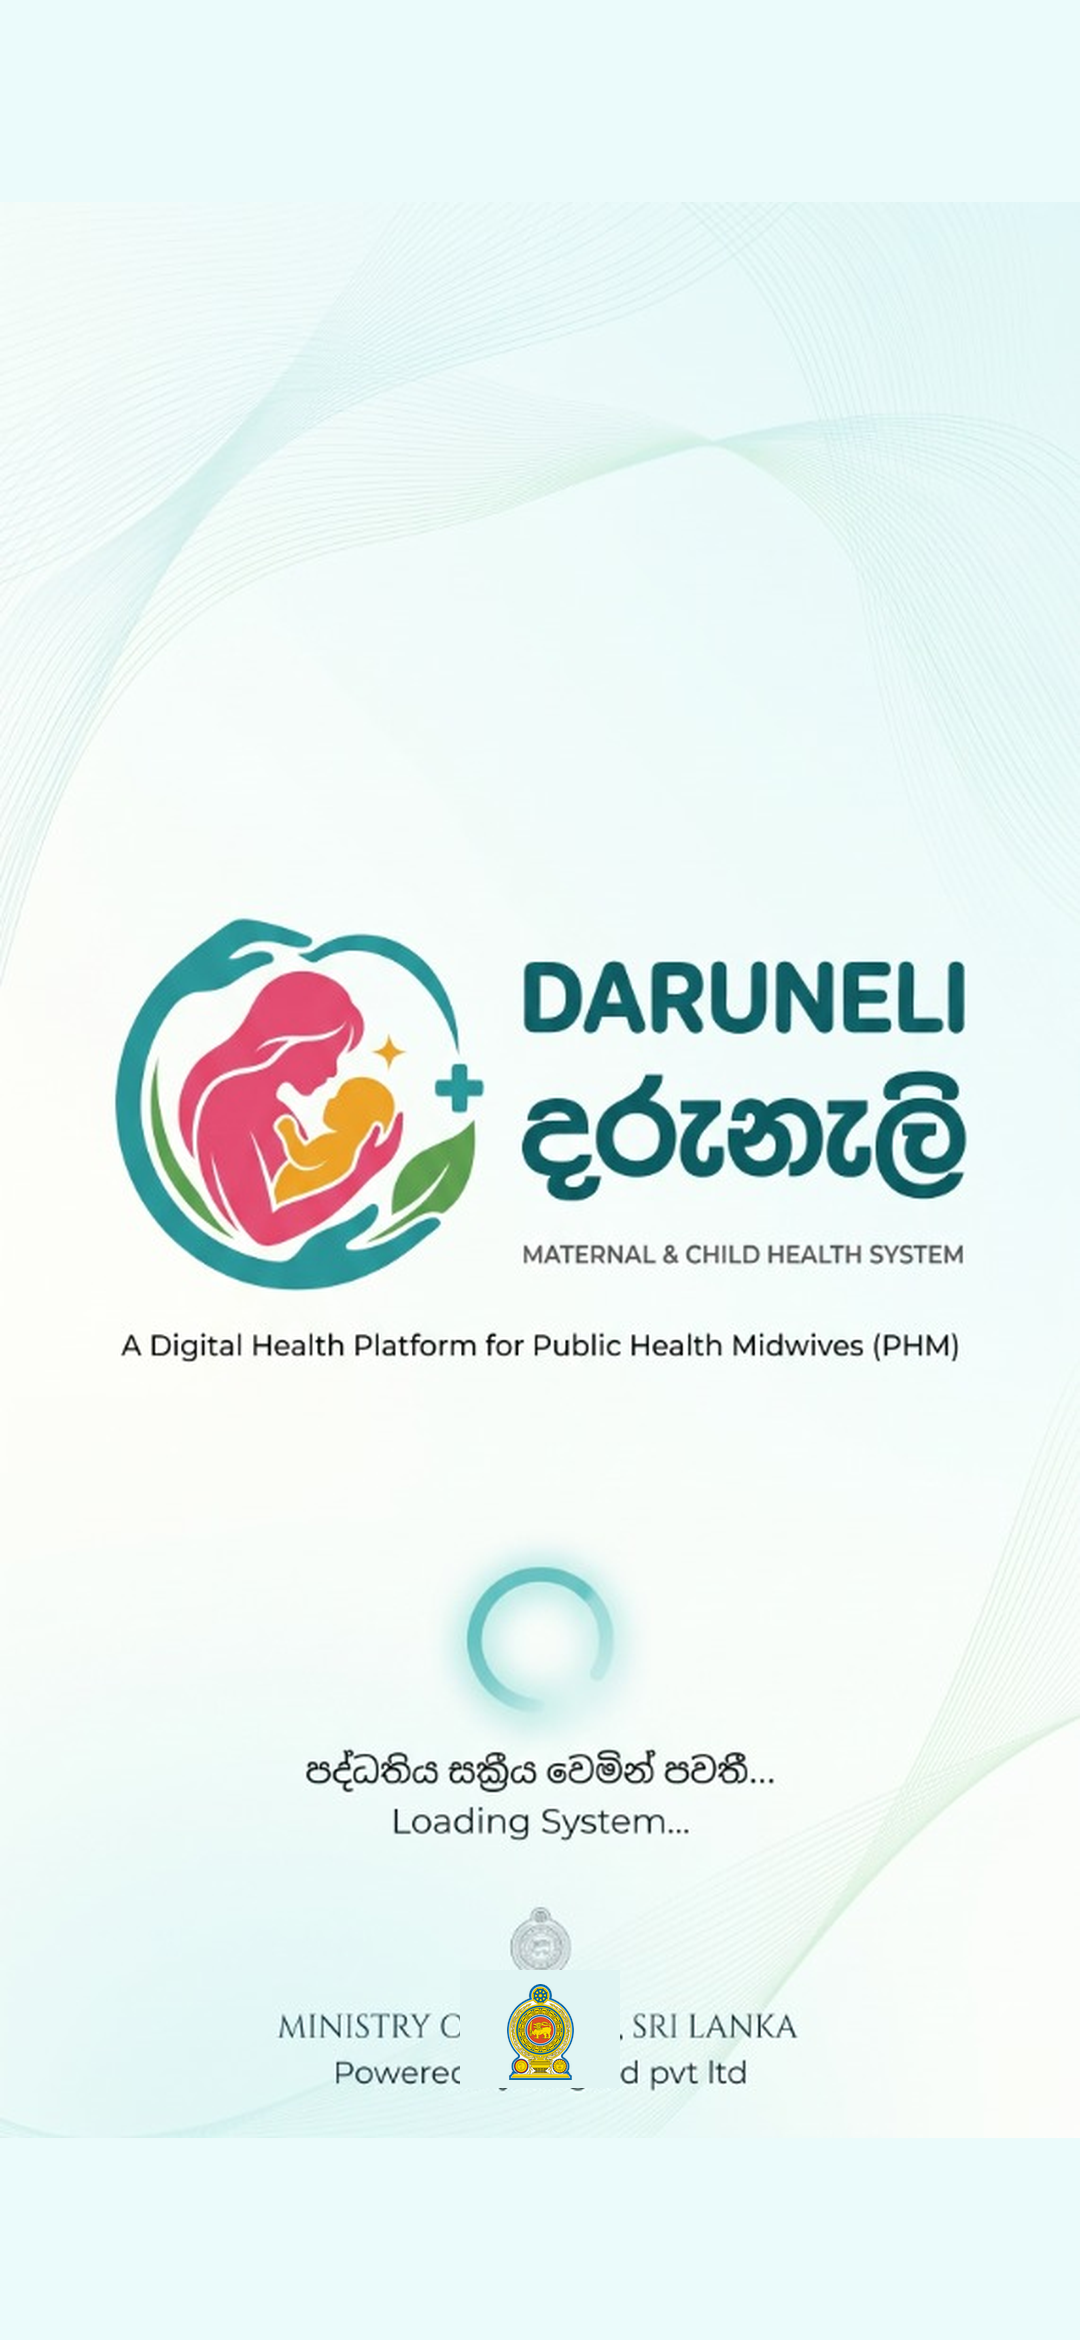 DARUNELI
දරුනැලි
MATERNAL & CHILD HEALTH SYSTEM
A Digital Health Platform for Public Health Midwives (PHM)
පද්ධතිය සක්‍රීය වෙමින් පවතී...
Loading System...
MINISTRY , SRI LANKA
pvt ltd